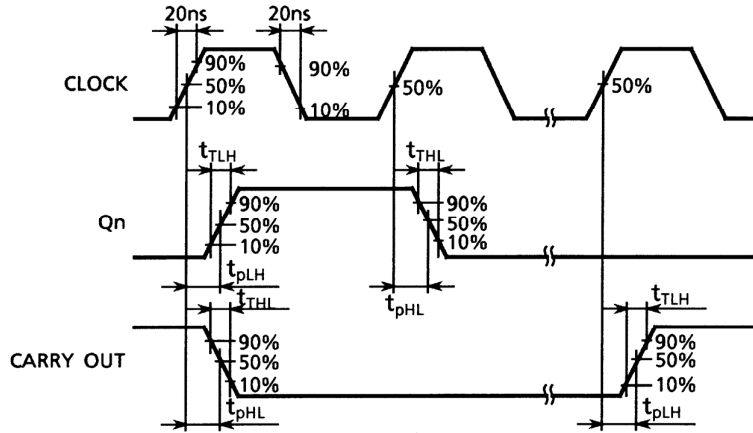 20ns 20ns
90% 90%
CLOCK 50% 50% 50%
10% 10%
tTLH tTHL
90% 90%
Qn 50% 50%
10% 10%
tpLH
tpHL
tTHL tTLH
90% 90%
CARRY OUT 50% 50%
10% 10%
tpHL tpLH